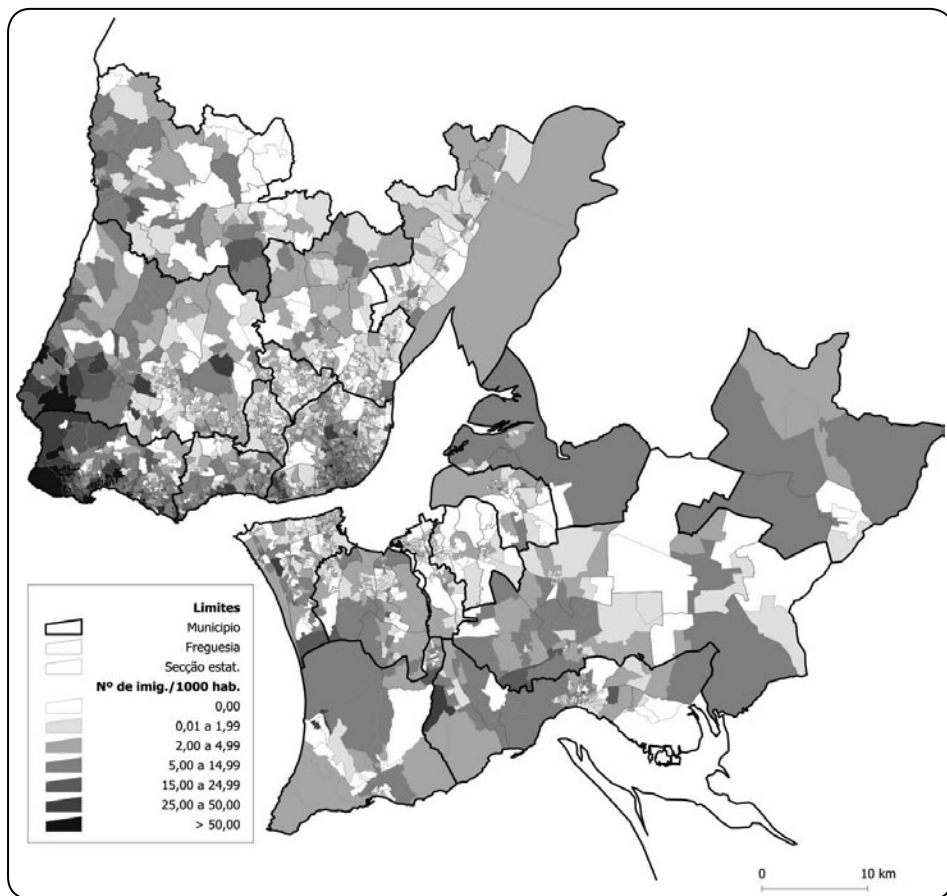 Limites
Municipio
Freguesia
Secção estat.
Nº de imig./1000 hab.
0,00
0,01 a 1,99
2,00 a 4,99
5,00 a 14,99
15,00 a 24,99
25,00 a 50,00
> 50,00
0 10 km